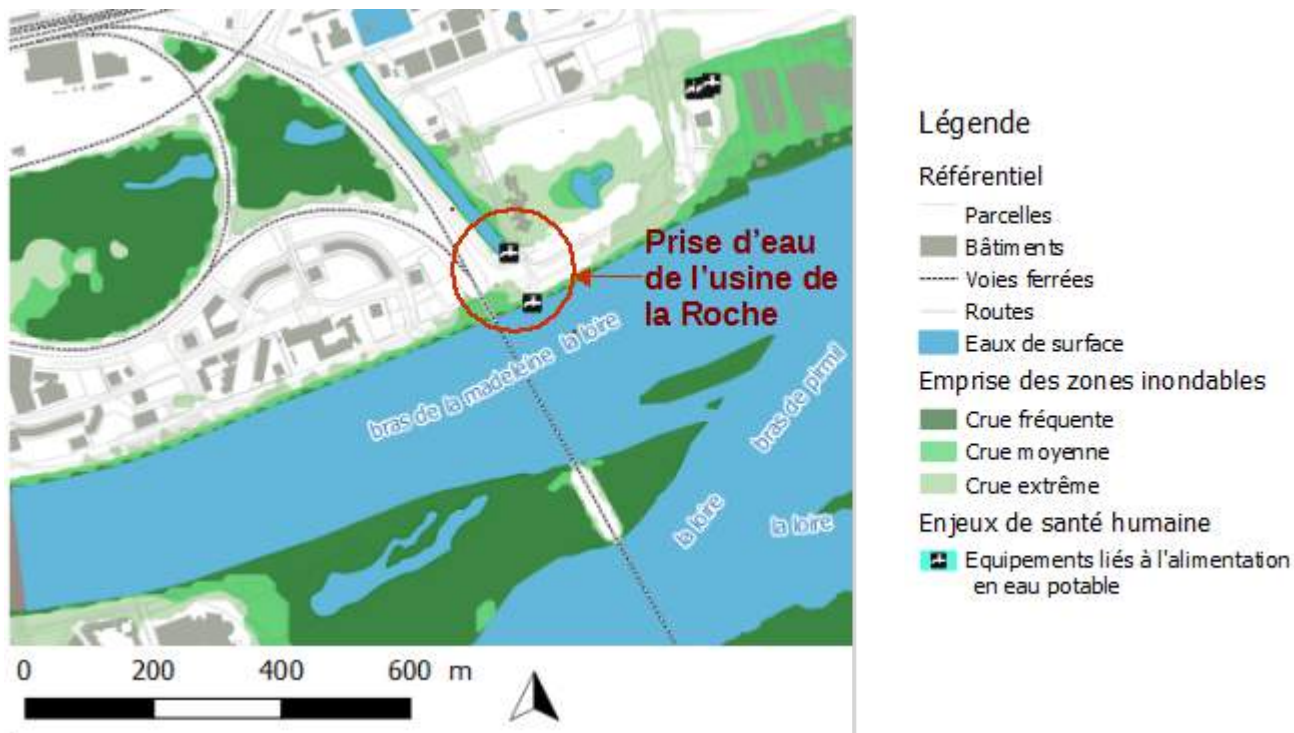 Prise d'eau
de l'usine de
la Roche
bras de la madeleine la loire
bras de pirmil
la loire
la loire
0 200 400 600 m
Légende
Référentiel
Parcelles
Bâtiments
Voies ferrées
Routes
Eaux de surface
Emprise des zones inondables
Crue fréquente
Crue moyenne
Crue extrême
Enjeux de santé humaine
Equipements liés à l'alimentation
en eau potable